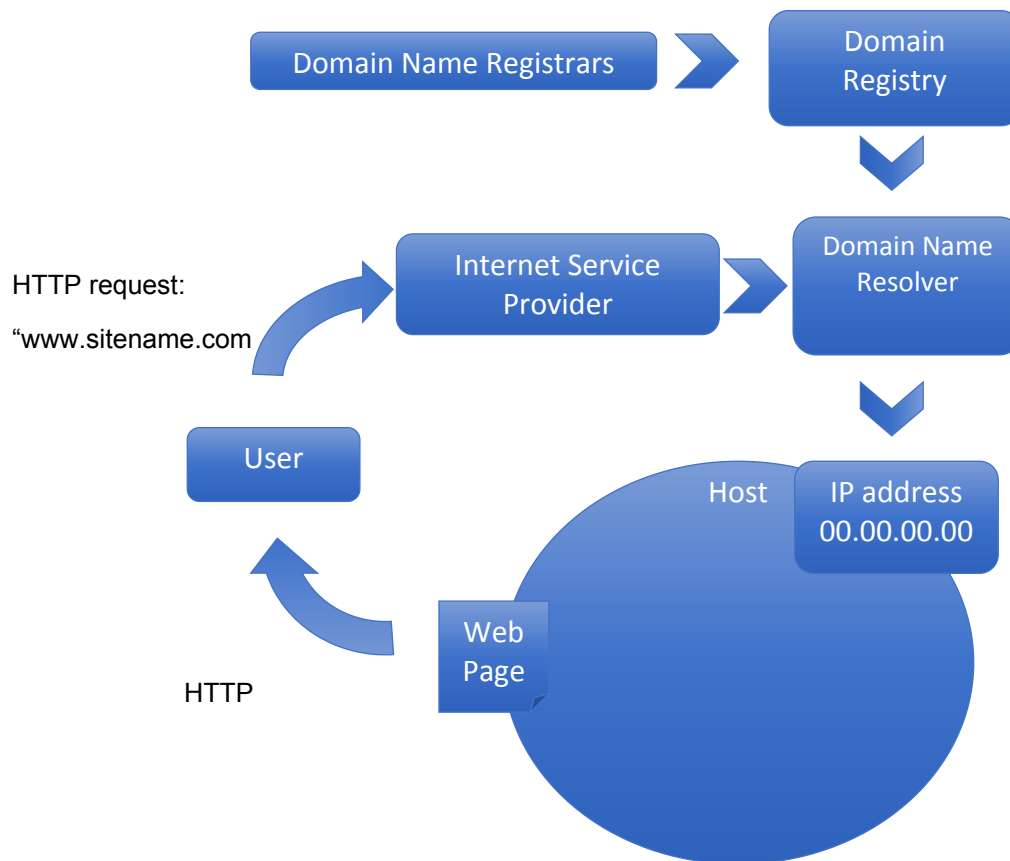 Domain Name Registrars
Domain
Registry
HTTP request:
“www.sitename.com
Internet Service
Provider
Domain Name
Resolver
User
Host
IP address
00.00.00.00
Web
Page
HTTP